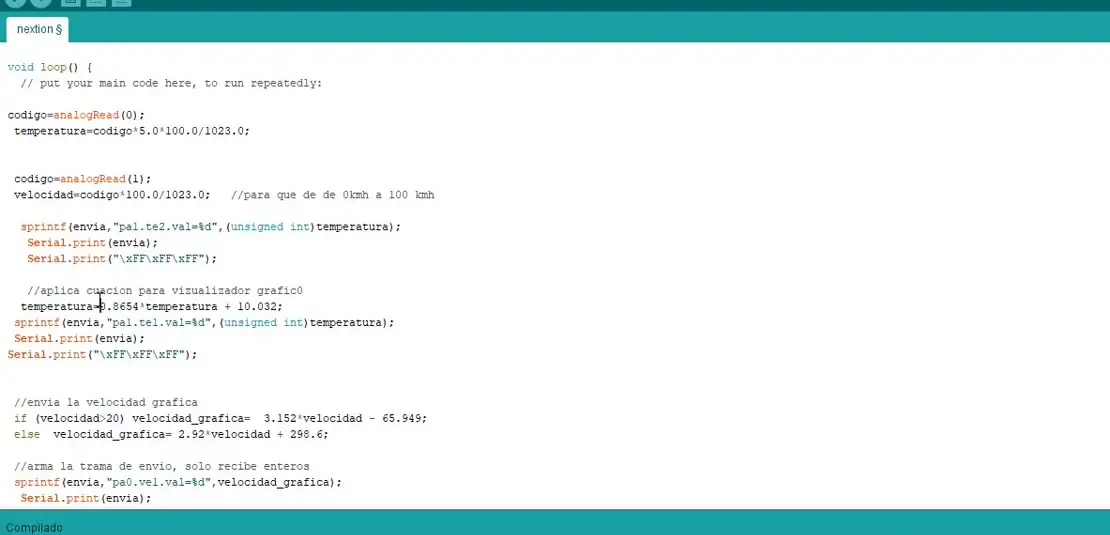 nextion §
void loop() {
// put your main code here, to run repeatedly:
codigo=analogRead(0);
temperatura=codigo*5.0*100.0/1023.0;
codigo=analogRead(1);
velocidad=codigo*100.0/1023.0; //para que de de 0kmh a 100 kmh
sprintf(envia,"pa1.te2.val=%d",(unsigned int)temperatura);
Serial.print(envia);
Serial.print("\xFF\xFF\xFF");
//aplica cuacion para vizualizador grafic0
temperatura=0.8654*temperatura + 10.032;
sprintf(envia,"pa1.te1.val=%d",(unsigned int)temperatura);
Serial.print(envia);
Serial.print("\xFF\xFF\xFF");
//envia la velocidad grafica
if (velocidad>20) velocidad_grafica= 3.152*velocidad - 65.949;
else velocidad_grafica= 2.92*velocidad + 298.6;
//arma la trama de envio, solo recibe enteros
sprintf(envia,"pa0.ve1.val=%d",velocidad_grafica);
Serial.print(envia);
Compilado